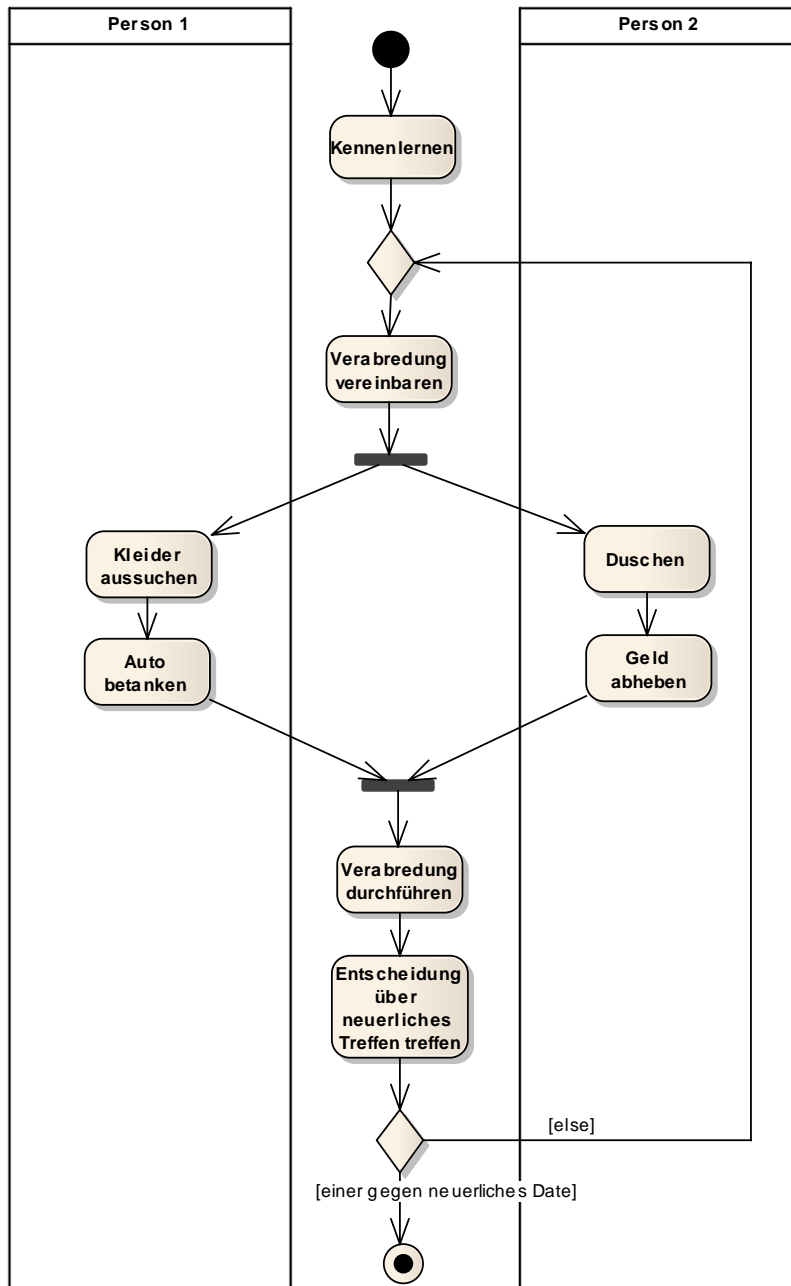 Person 1
Person 2
Kennenlernen
Verabredung
vereinbaren
Kleider
aussuchen
Duschen
Auto
betanken
Geld
abheben
Verabredung
durchführen
Entscheidung
über
neuerliches
Treffen treffen
[else]
[einer gegen neuerliches Date]